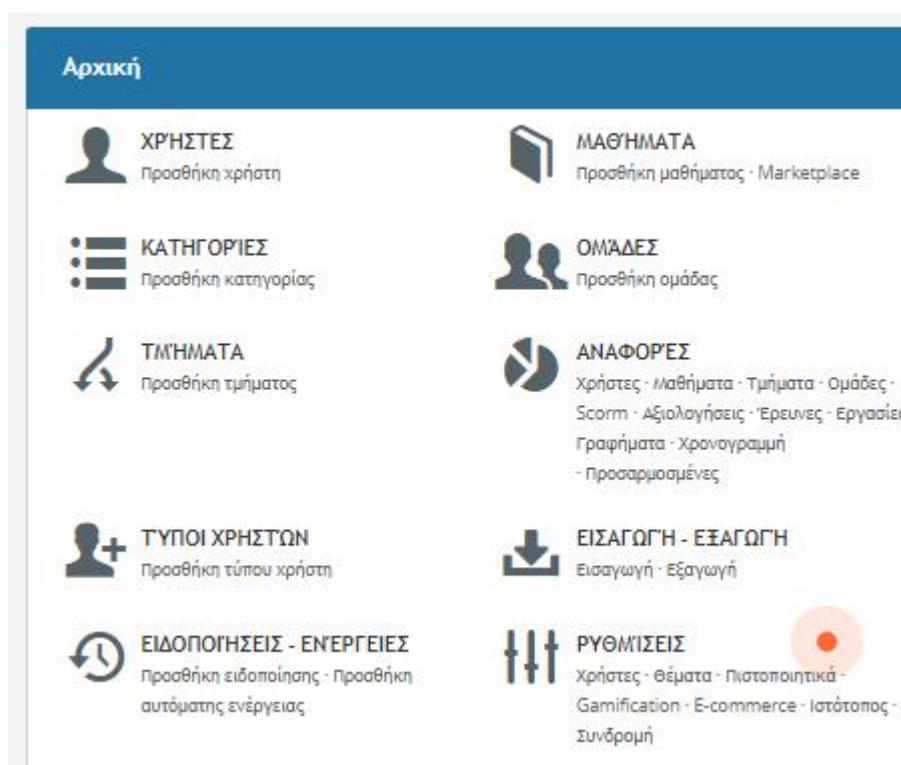 Αρχική
ΧΡΉΣΤΕΣ
Προσθήκη χρήστη
ΜΑΘΉΜΑΤΑ
Προσθήκη μαθήματος · Marketplace
ΚΑΤΗΓΟΡΊΕΣ
Προσθήκη κατηγορίας
ΟΜΆΔΕΣ
Προσθήκη ομάδας
ΤΜΉΜΑΤΑ
Προσθήκη τμήματος
ΑΝΑΦΟΡΈΣ
Χρήστες · Μαθήματα · Τμήματα · Ομάδες ·
Scorm · Αξιολογήσεις · Έρευνες ·
Γραφήματα · Χρονογραμμή
· Προσαρμοσμένες
ΤΎΠΟΙ ΧΡΗΣΤΏΝ
Προσθήκη τύπου χρήστη
ΕΙΣΑΓΩΓΉ - ΕΞΑΓΩΓΉ
Εισαγωγή · Εξαγωγή
ΕΙΔΟΠΟΙΉΣΕΙΣ - ΕΝΈΡΓΕΙΕΣ
Προσθήκη ειδοποίησης · Προσθήκη
αυτόματης ενέργειας
ΡΥΘΜΊΣΕΙΣ
Χρήστες · Θέματα · Πιστοποιητικά ·
Gamification · E-commerce · Ιστότοπος ·
Συνδρομή